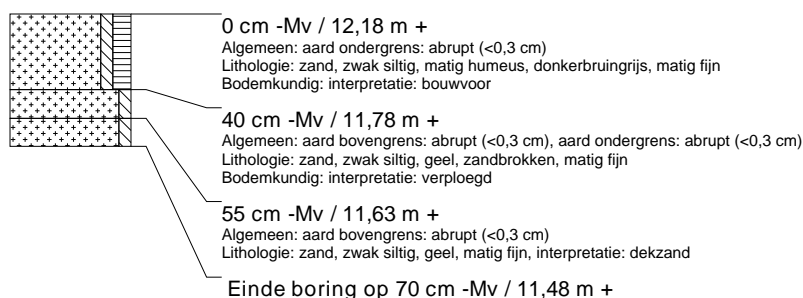 0 cm -Mv / 12,18 m +
Algemeen: aard ondergrens: abrupt (<0,3 cm)
Lithologie: zand, zwak siltig, matig humeus, donkerbruingrijs, matig fijn
Bodemkundig: interpretatie: bouwvoor
40 cm -Mv / 11,78 m +
Algemeen: aard bovengrens: abrupt (<0,3 cm), aard ondergrens: abrupt (<0,3 cm)
Lithologie: zand, zwak siltig, geel, zandbrokken, matig fijn
Bodemkundig: interpretatie: verploegd
55 cm -Mv / 11,63 m +
Algemeen: aard bovengrens: abrupt (<0,3 cm)
Lithologie: zand, zwak siltig, geel, matig fijn, interpretatie: dekzand
Einde boring op 70 cm -Mv / 11,48 m +